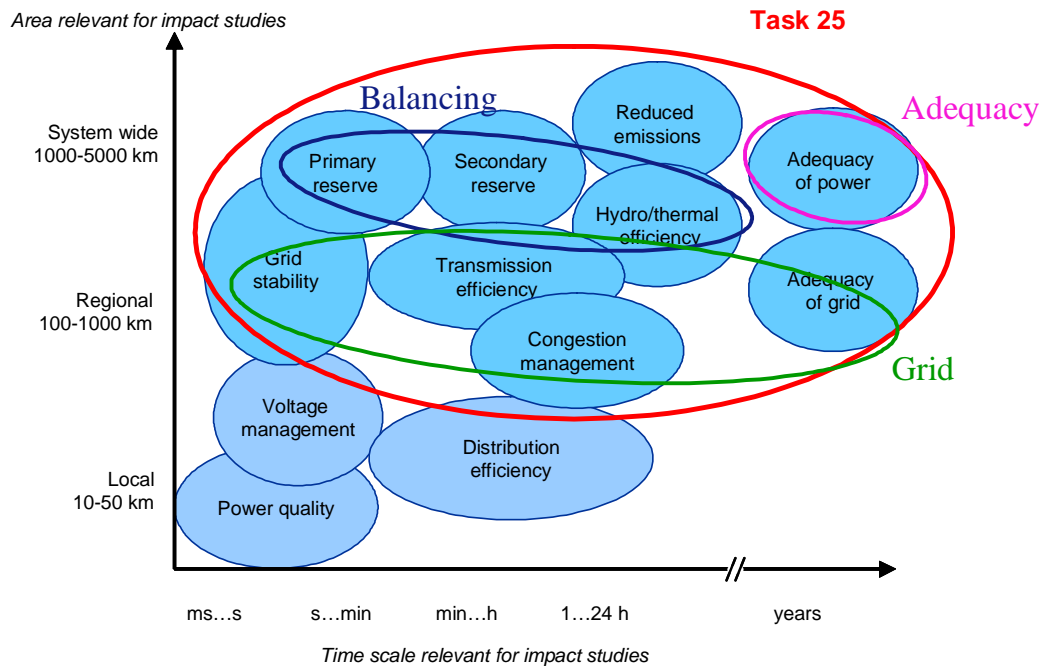 Area relevant for impact studies
Task 25
Balancing
Reduced
emissions
Adequacy
System wide
1000-5000 km
Primary
reserve
Secondary
reserve
Adequacy
of power
Hydro/thermal
efficiency
Grid
stability
Transmission
efficiency
Adequacy
of grid
Regional
100-1000 km
Congestion
management
Grid
Voltage
management
Distribution
efficiency
Local
10-50 km
Power quality
ms...s
s...min
min...h
1...24 h
years
Time scale relevant for impact studies